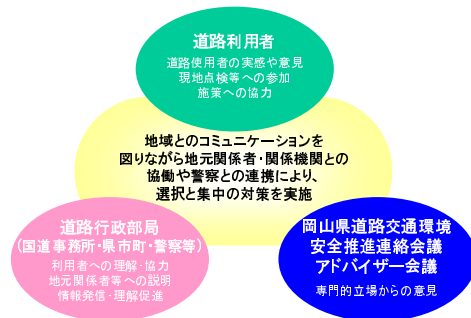 道路利用者
道路使用者の実感や意見
現地点検等への参加
施策への協力
地域とのコミュニケーションを
図りながら地元関係者・関係機関との
協働や警察との連携により、
選択と集中の対策を実施
道路行政部局
(国道事務所・県市町・警察等)
利用者への理解・協力
地元関係者等への説明
情報発信・理解促進
岡山県道路交通環境
安全推進連絡会議
アドバイザー会議
専門的立場からの意見